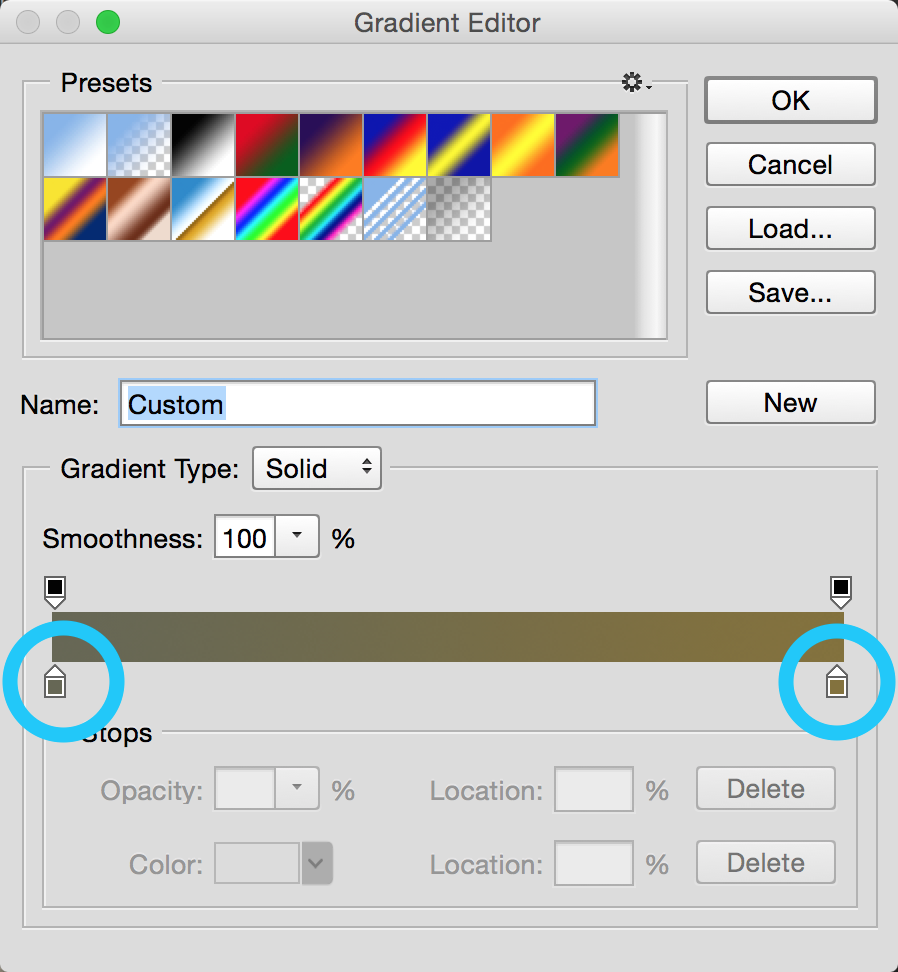 Gradient Editor
Presets
OK
Cancel
Load...
Save...
Name: Custom
New
Gradient Type: Solid
Smoothness: 100 %
Stops
Opacity: % Location: % Delete
Color: Location: % Delete